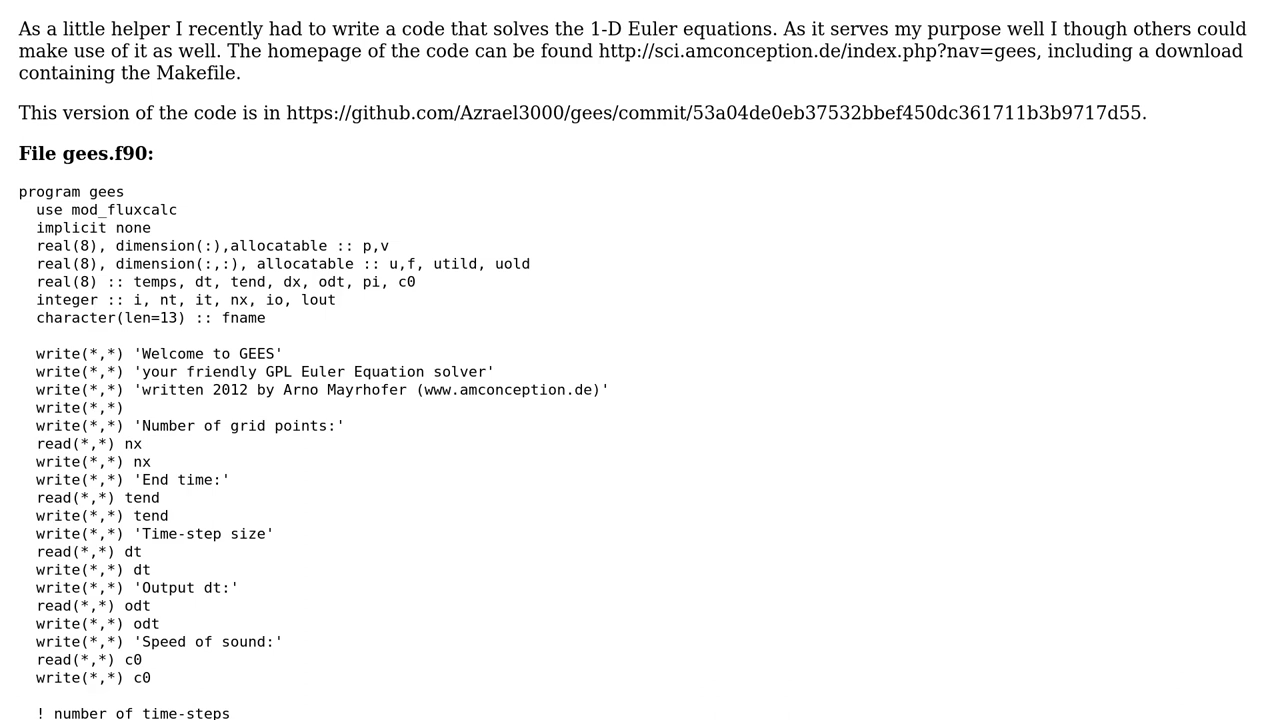 As a little helper I recently had to write a code that solves the 1-D Euler equations. As it serves my purpose well I though others could
make use of it as well. The homepage of the code can be found http://sci.amconception.de/index.php?nav=gees, including a download
containing the Makefile.
This version of the code is in https://github.com/Azrael3000/gees/commit/53a04de0eb37532bbef450dc361711b3b9717d55.
File gees.f90:
program gees
  use mod_fluxcalc
  implicit none
  real(8), dimension(:),allocatable :: p,v
  real(8), dimension(:,:), allocatable :: u,f, utild, uold
  real(8) :: temps, dt, tend, dx, odt, pi, c0
  integer :: i, nt, it, nx, io, lout
  character(len=13) :: fname
  write(*,*) 'Welcome to GEES'
  write(*,*) 'your friendly GPL Euler Equation solver'
  write(*,*) 'written 2012 by Arno Mayrhofer (www.amconception.de)'
  write(*,*)
  write(*,*) 'Number of grid points:'
  read(*,*) nx
  write(*,*) nx
  write(*,*) 'End time:'
  read(*,*) tend
  write(*,*) tend
  write(*,*) 'Time-step size'
  read(*,*) dt
  write(*,*) dt
  write(*,*) 'Output dt:'
  read(*,*) odt
  write(*,*) odt
  write(*,*) 'Speed of sound:'
  read(*,*) c0
  write(*,*) c0
  ! number of time-steps